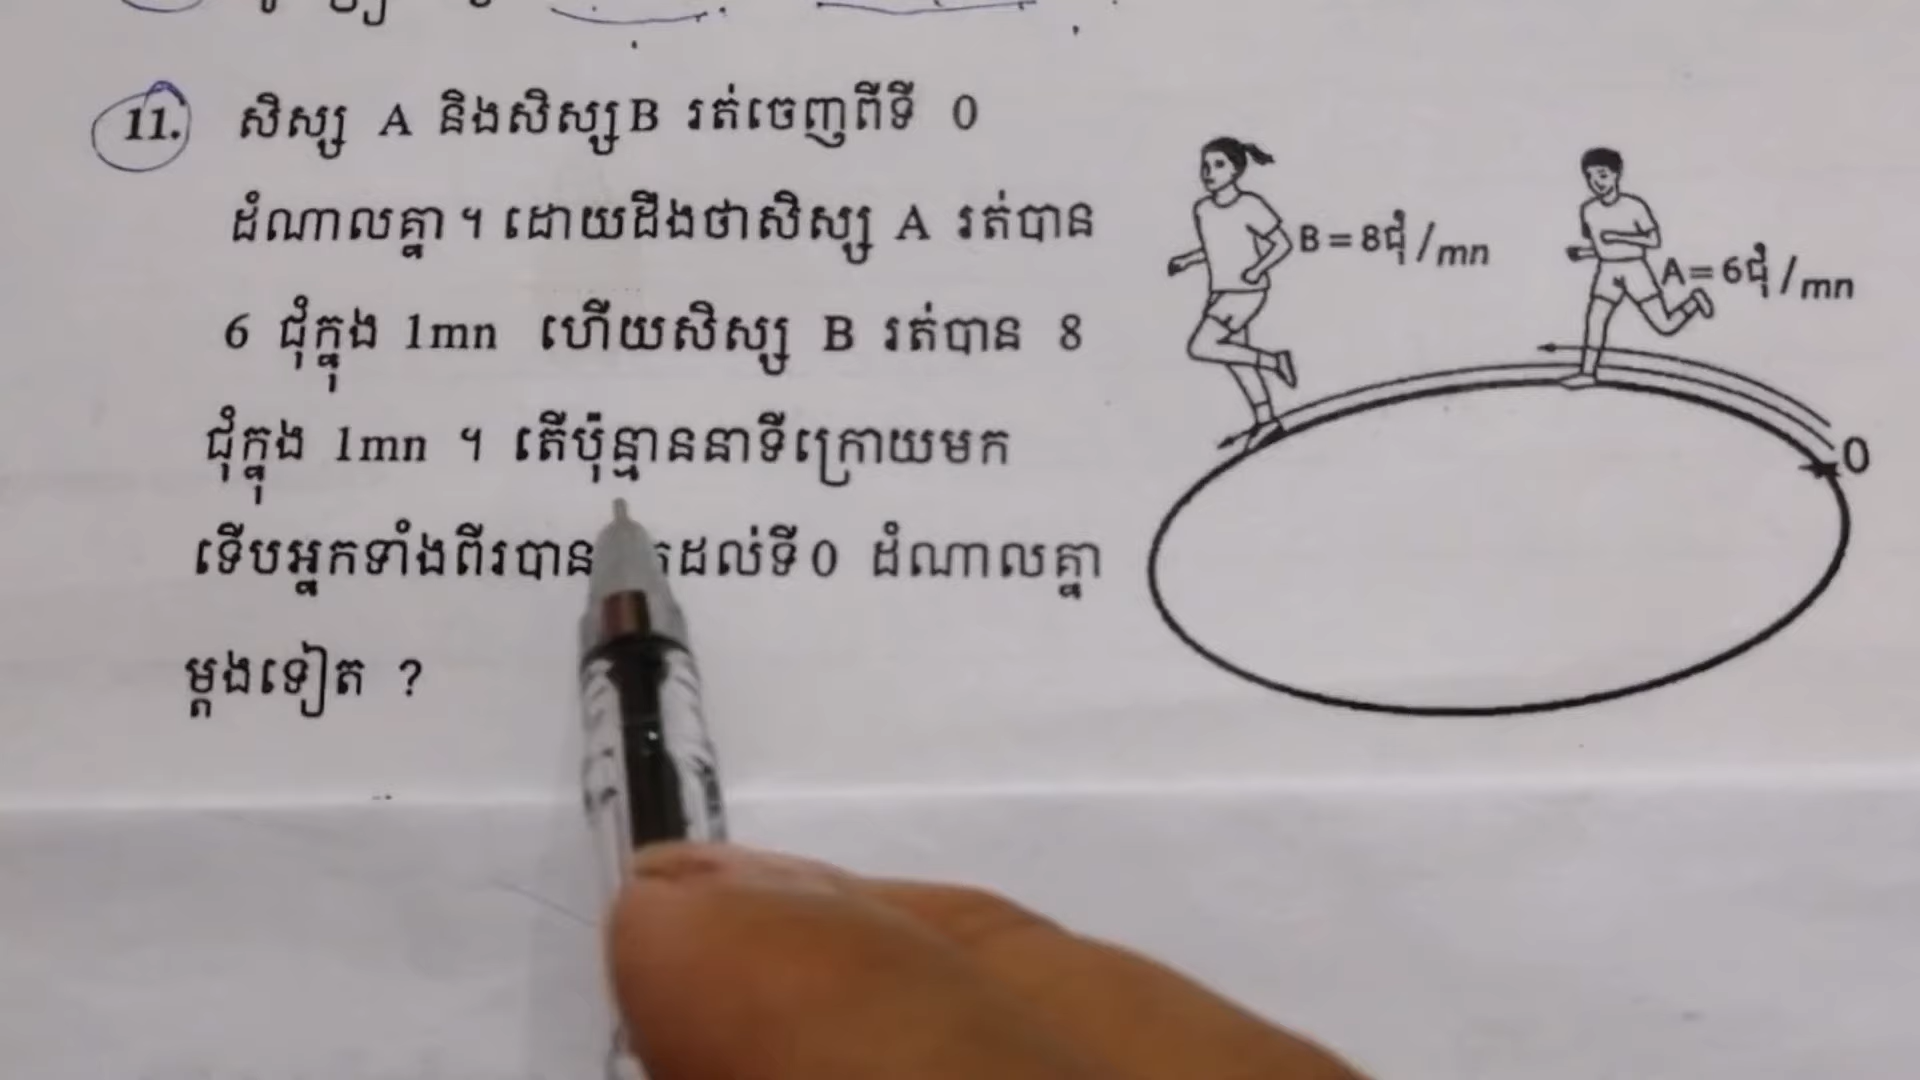 11. សិស្ស A និងសិស្ស B រត់ចេញពីទី 0
ដំណាលគ្នា ។ ដោយដឹងថាសិស្ស A រត់បាន
6 ជុំក្នុង 1mn ហើយសិស្ស B រត់បាន 8
ជុំក្នុង 1mn ។ តើប៉ុន្មាននាទីក្រោយមក
ទើបអ្នកទាំងពីរបាន ដល់ទី 0 ដំណាលគ្នា
ម្តងទៀត ?
B = 8ជុំ/mn
A = 6ជុំ/mn
0